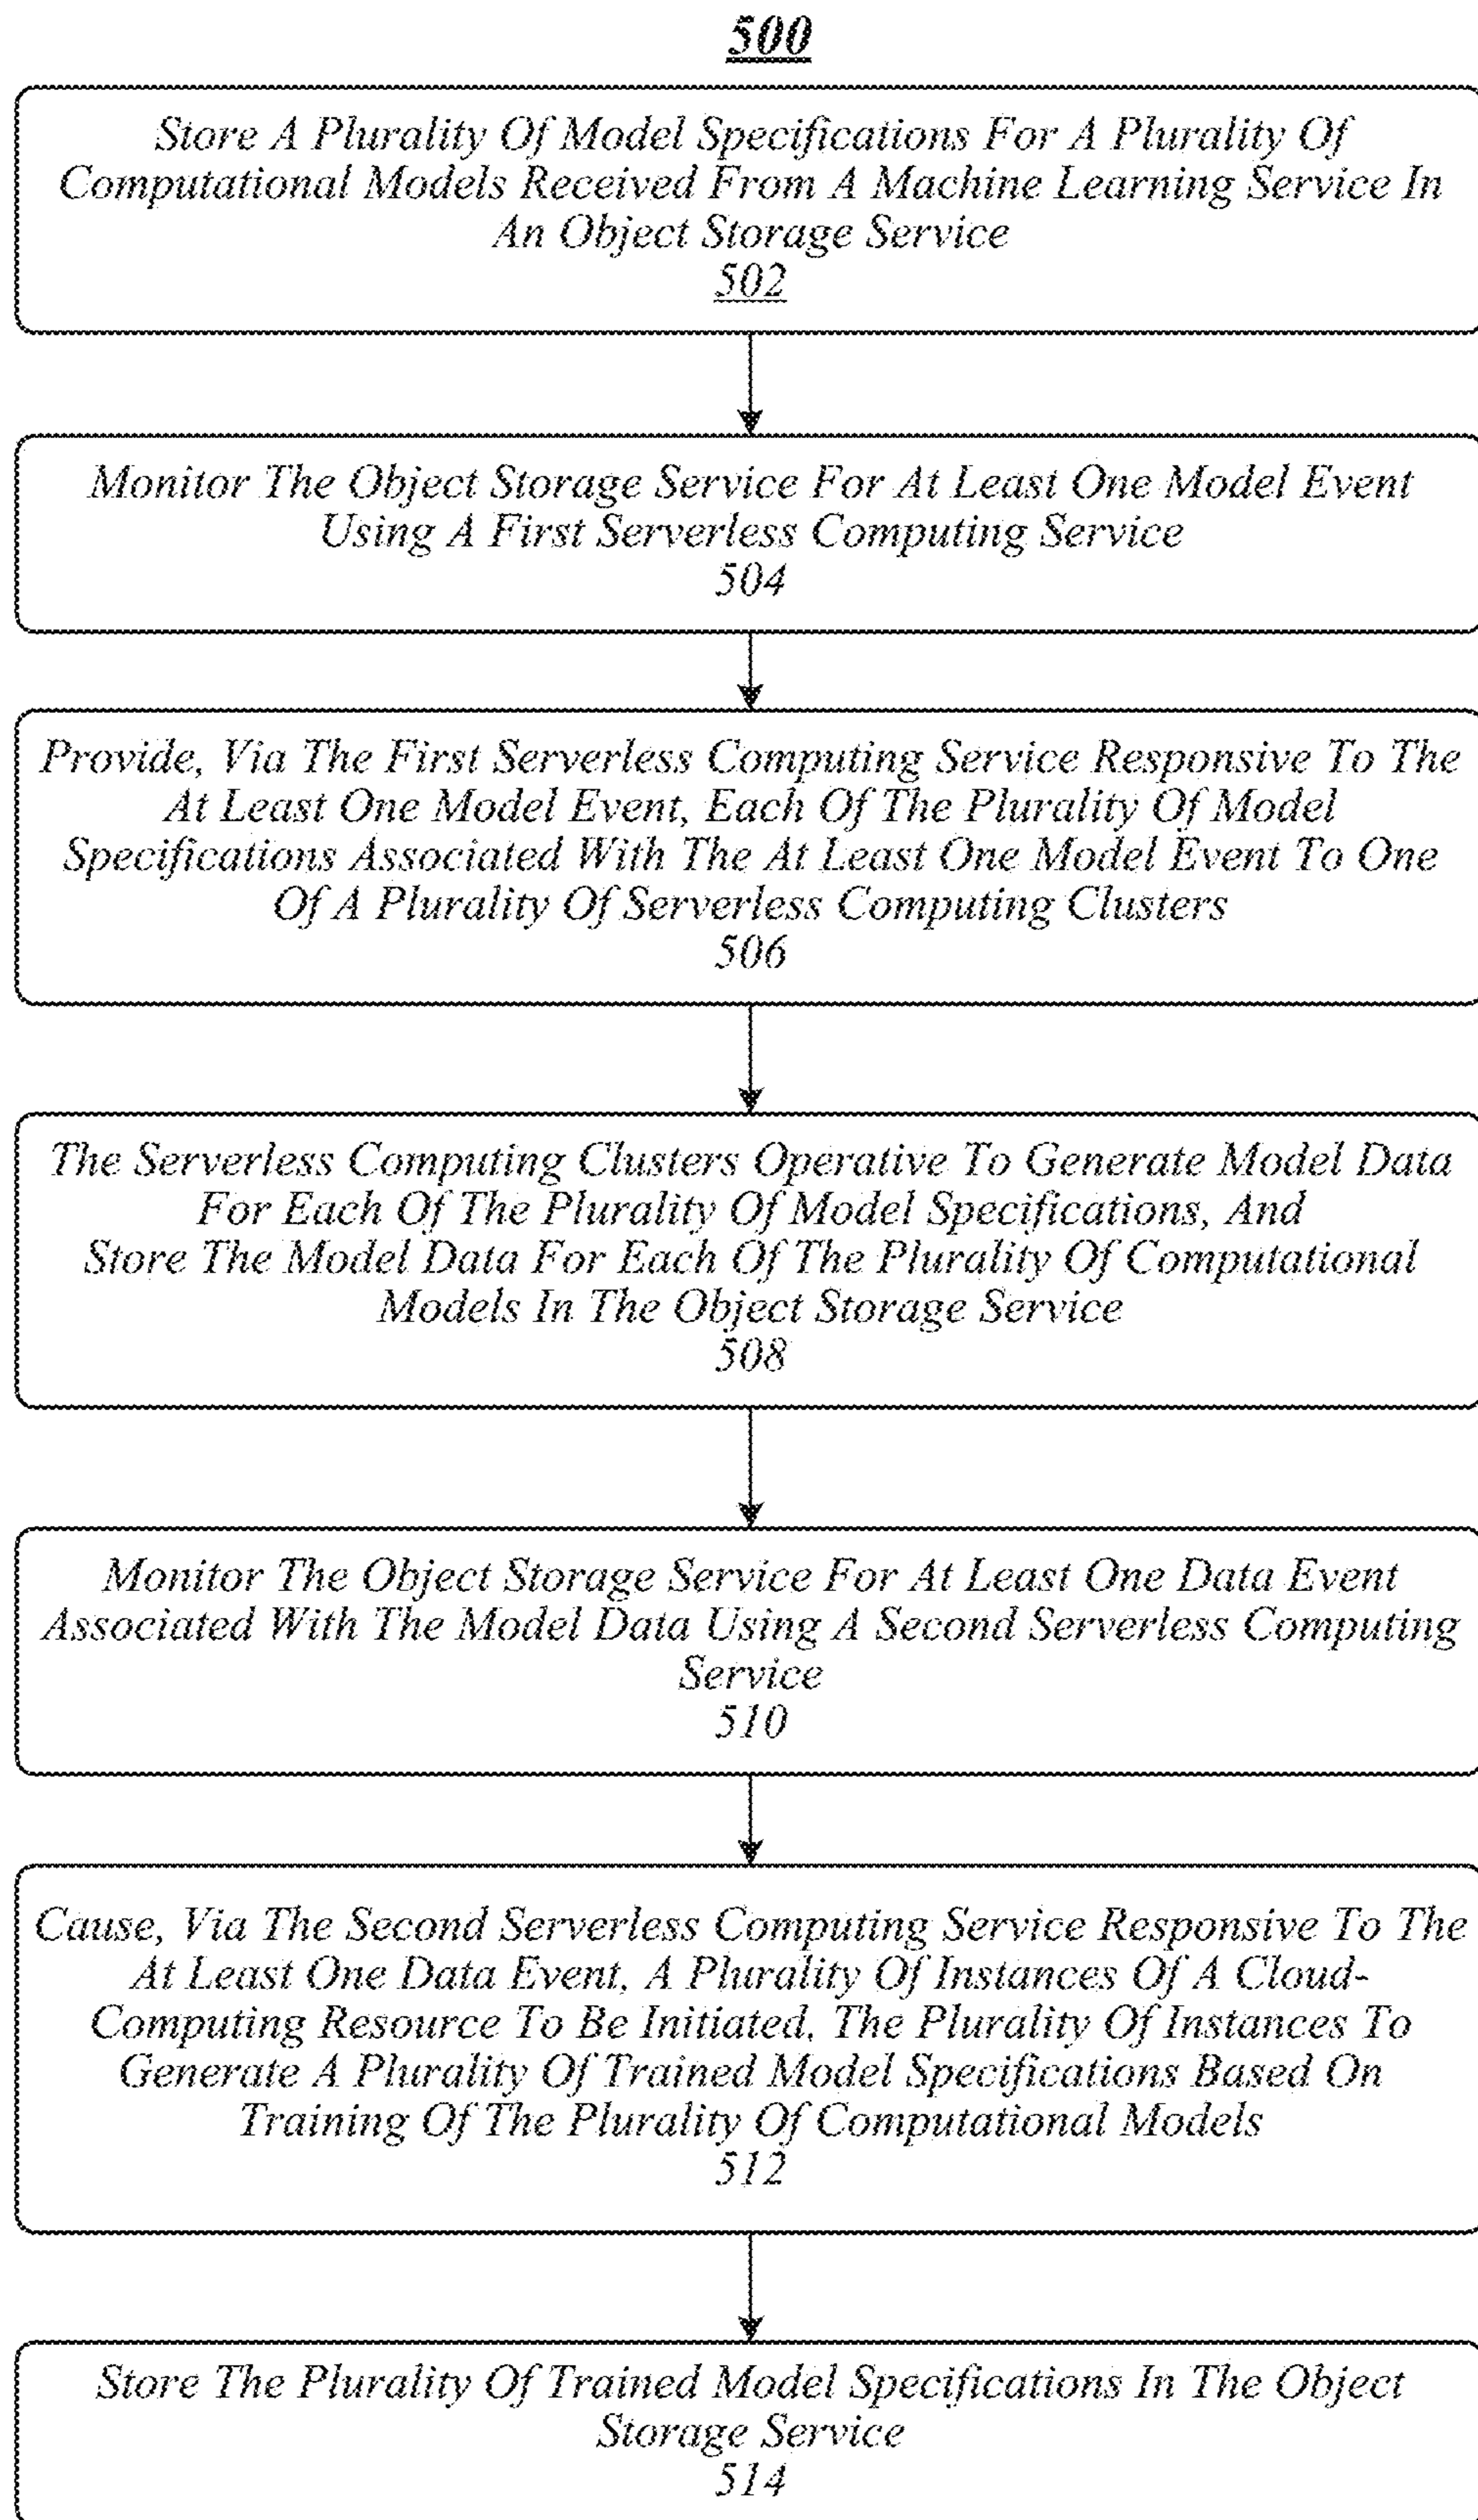 500
Store A Plurality Of Model Specifications For A Plurality Of
Computational Models Received From A Machine Learning Service In
An Object Storage Service
502
Monitor The Object Storage Service For At Least One Model Event
Using A First Serverless Computing Service
504
Provide, Via The First Serverless Computing Service Responsive To The
At Least One Model Event, Each Of The Plurality Of Model
Specifications Associated With The At Least One Model Event To One
Of A Plurality Of Serverless Computing Clusters
506
The Serverless Computing Clusters Operative To Generate Model Data
For Each Of The Plurality Of Model Specifications, And
Store The Model Data For Each Of The Plurality Of Computational
Models In The Object Storage Service
508
Monitor The Object Storage Service For At Least One Data Event
Associated With The Model Data Using A Second Serverless Computing
Service
510
Cause, Via The Second Serverless Computing Service Responsive To The
At Least One Data Event, A Plurality Of Instances Of A Cloud-
Computing Resource To Be Initiated, The Plurality Of Instances To
Generate A Plurality Of Trained Model Specifications Based On
Training Of The Plurality Of Computational Models
512
Store The Plurality Of Trained Model Specifications In The Object
Storage Service
514